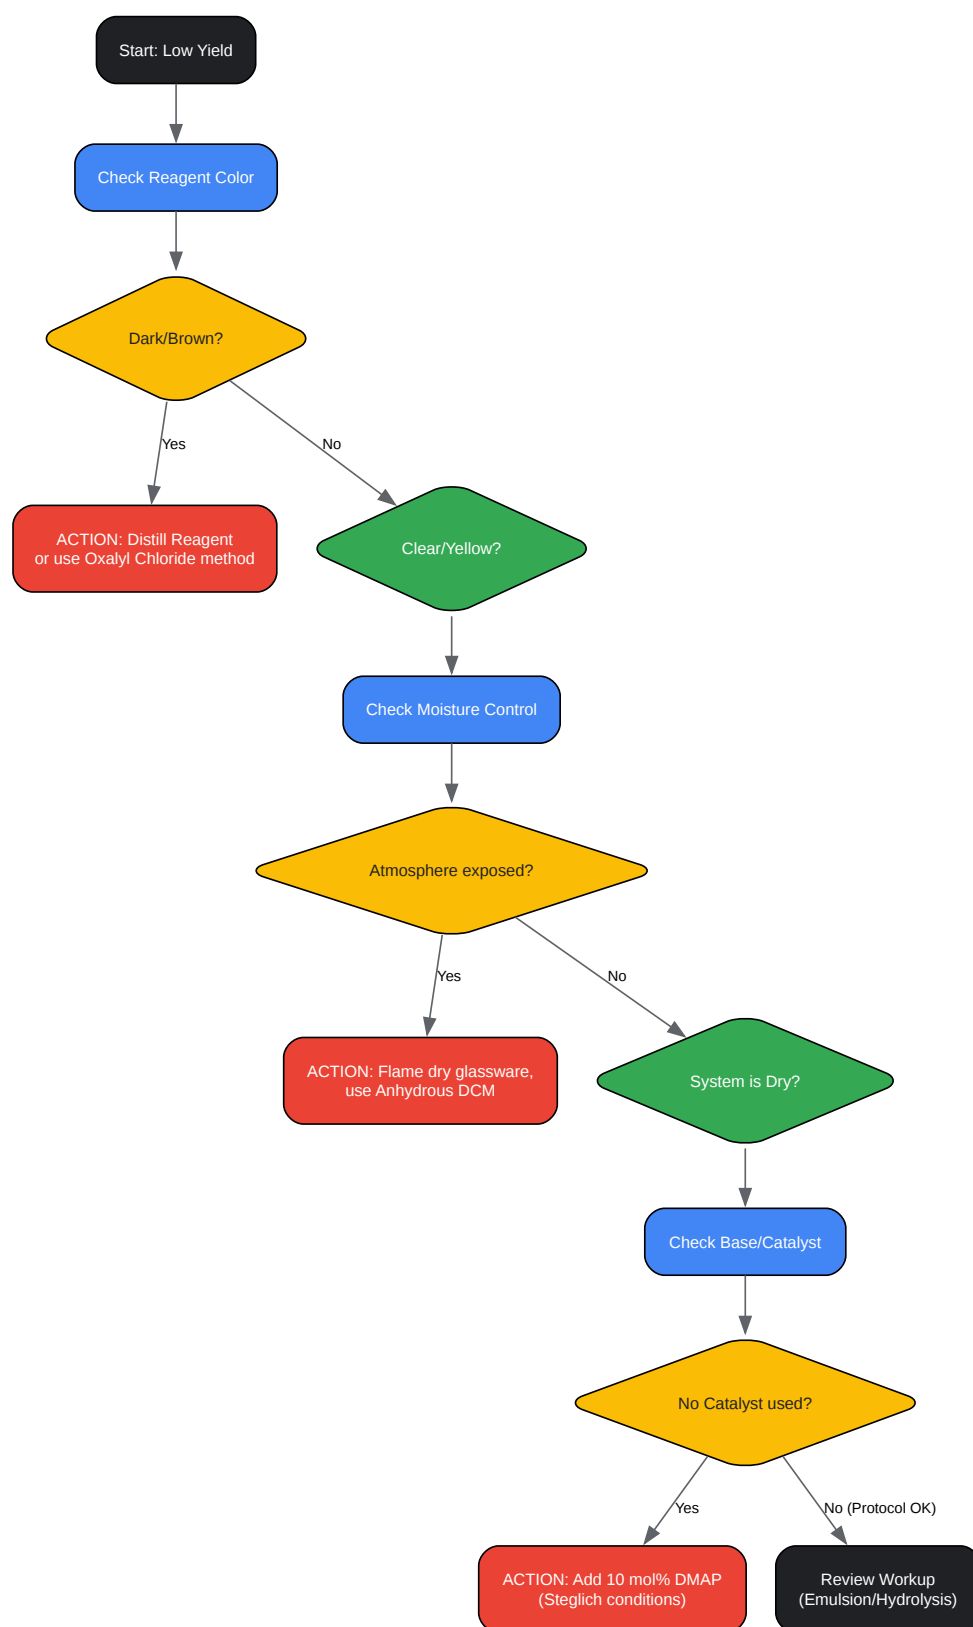 Start: Low Yield
Check Reagent Color
Dark/Brown?
Yes
No
ACTION: Distill Reagent
or use Oxalyl Chloride method
Clear/Yellow?
Check Moisture Control
Atmosphere exposed?
Yes
No
ACTION: Flame dry glassware,
use Anhydrous DCM
System is Dry?
Check Base/Catalyst
No Catalyst used?
Yes
No (Protocol OK)
ACTION: Add 10 mol% DMAP
(Steglich conditions)
Review Workup
(Emulsion/Hydrolysis)